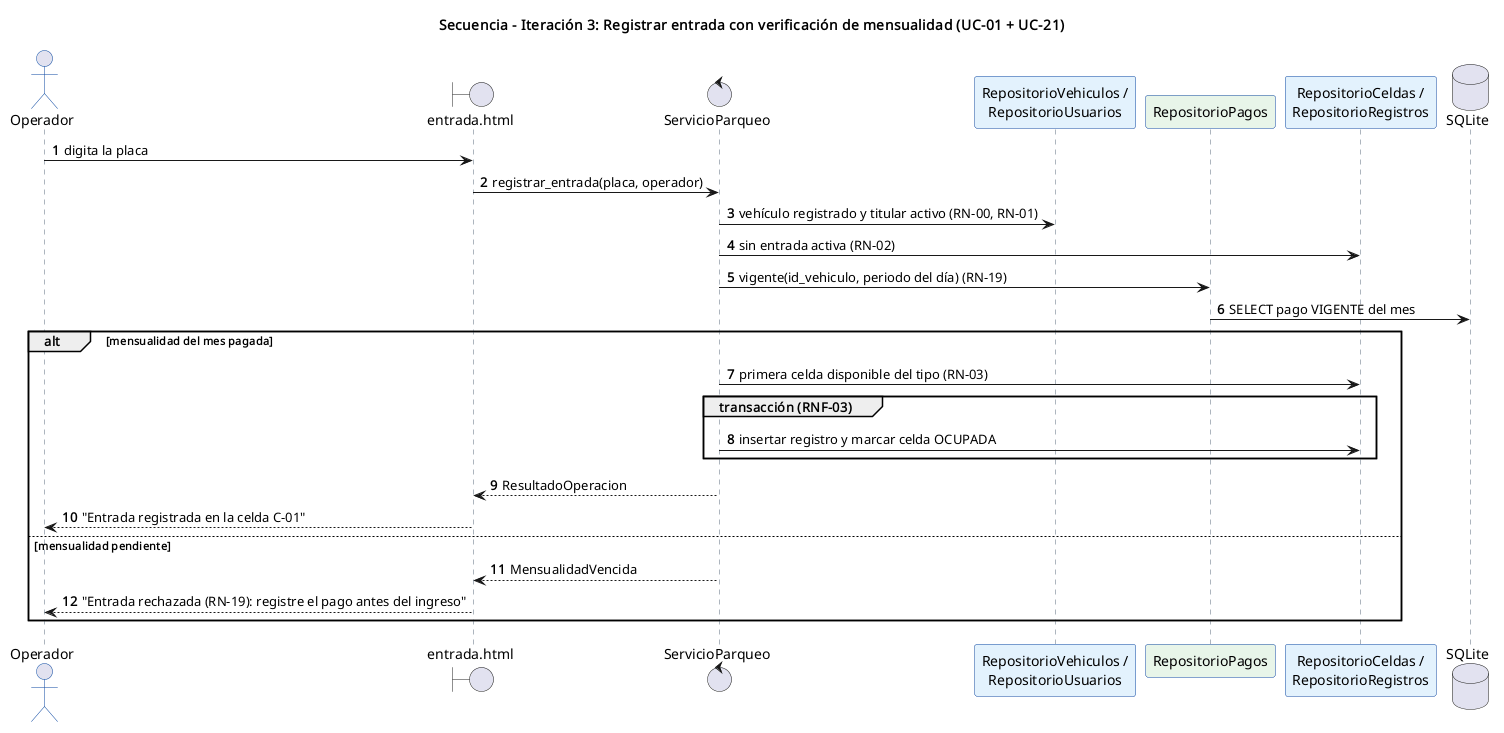 Secuencia - Iteración 3: Registrar entrada con verificación de mensualidad (UC-01 + UC-21)
Operador
entrada.html
ServicioParqueo
RepositorioVehiculos /
RepositorioUsuarios
RepositorioPagos
RepositorioCeldas /
RepositorioRegistros
SQLite
1 digita la placa
2 registrar_entrada(placa, operador)
3 vehículo registrado y titular activo (RN-00, RN-01)
4 sin entrada activa (RN-02)
5 vigente(id_vehiculo, periodo del día) (RN-19)
6 SELECT pago VIGENTE del mes
alt [mensualidad del mes pagada]
7 primera celda disponible del tipo (RN-03)
transacción (RNF-03)
8 insertar registro y marcar celda OCUPADA
9 ResultadoOperacion
10 "Entrada registrada en la celda C-01"
[mensualidad pendiente]
11 MensualidadVencida
12 "Entrada rechazada (RN-19): registre el pago antes del ingreso"
Operador
entrada.html
ServicioParqueo
RepositorioVehiculos /
RepositorioUsuarios
RepositorioPagos
RepositorioCeldas /
RepositorioRegistros
SQLite